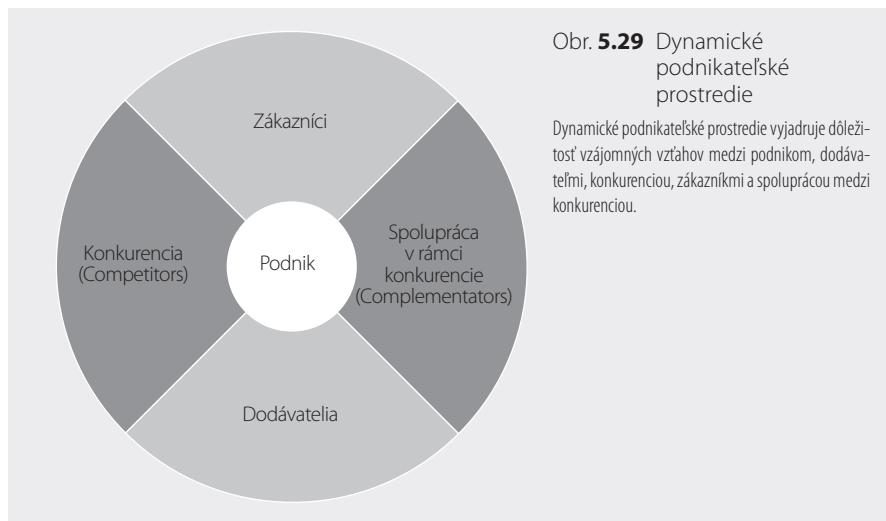 Zákazníci
Konkurencia
(Competitors)
Podnik
Spolupráca
v rámci
konkurencie
(Complementators)
Dodávatelia
Obr. 5.29 Dynamické
podnikateľské
prostredie
Dynamické podnikateľské prostredie vyjadruje dôleži-
tosť vzájomných vzťahov medzi podnikom, dodáva-
teľmi, konkurenciou, zákazníkmi a spoluprácou medzi
konkurenciou.